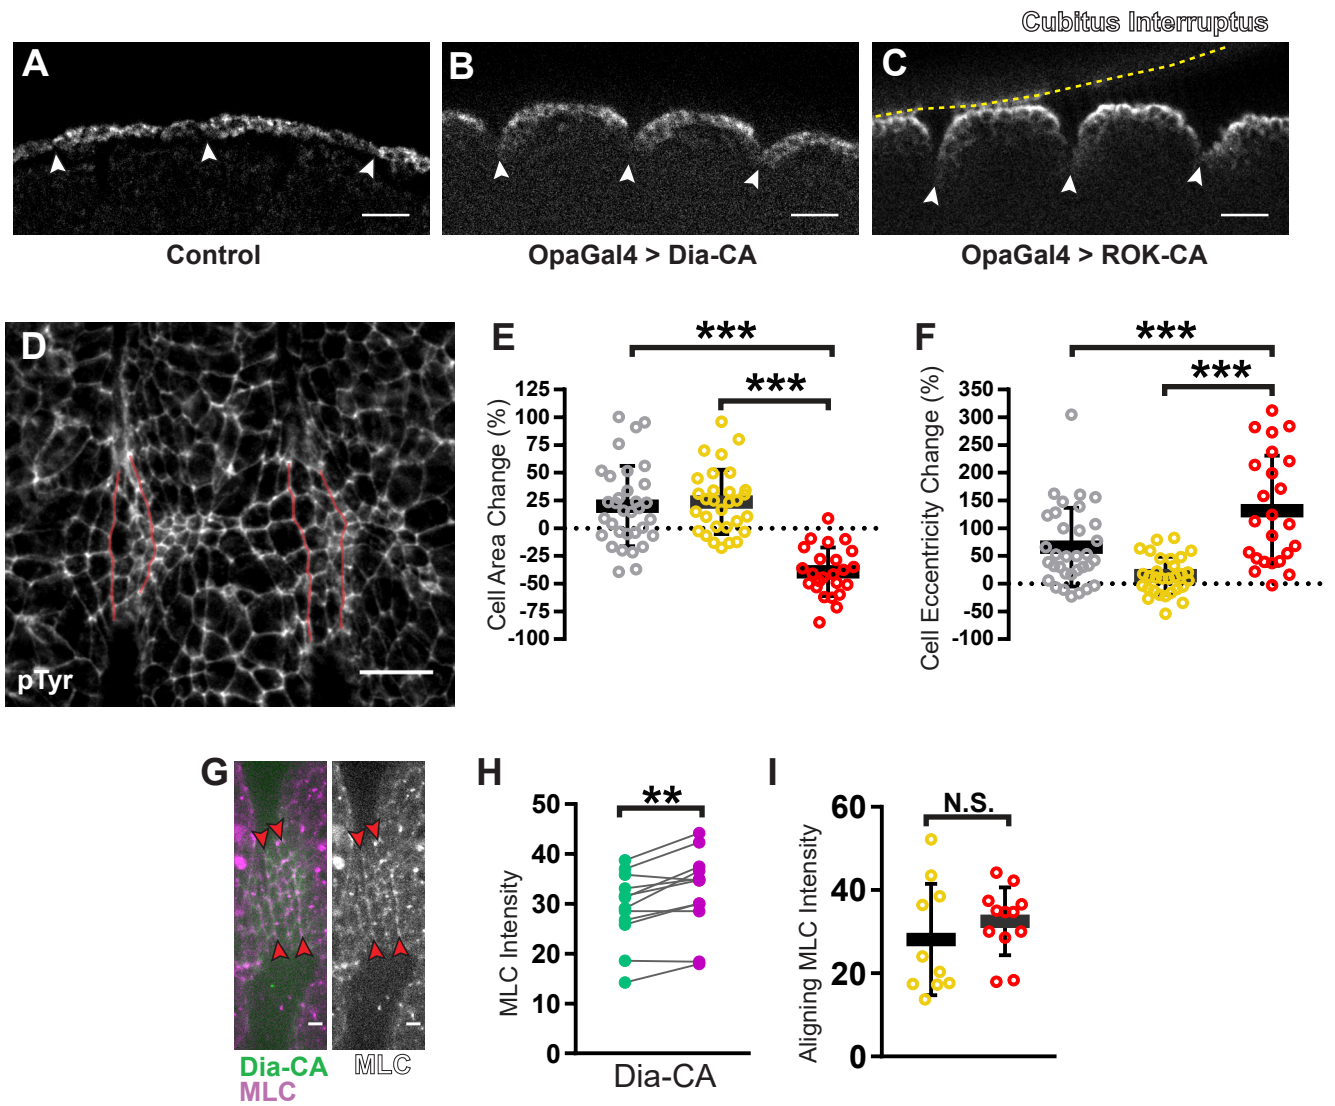 Cubitus Interruptus
A
B
C
Control
OpaGal4 > Dia-CA
OpaGal4 > ROK-CA
D
pTyr
E
***
***
Cell Area Change (%)
125
100
75
50
25
0
-25
-50
-75
-100
F
***
***
Cell Eccentricity Change (%)
350
300
250
200
150
100
50
0
-50
-100
G
Dia-CA
MLC
MLC
H
**
MLC Intensity
50
40
30
20
10
0
Dia-CA
I
N.S.
Aligning MLC Intensity
60
40
20
0